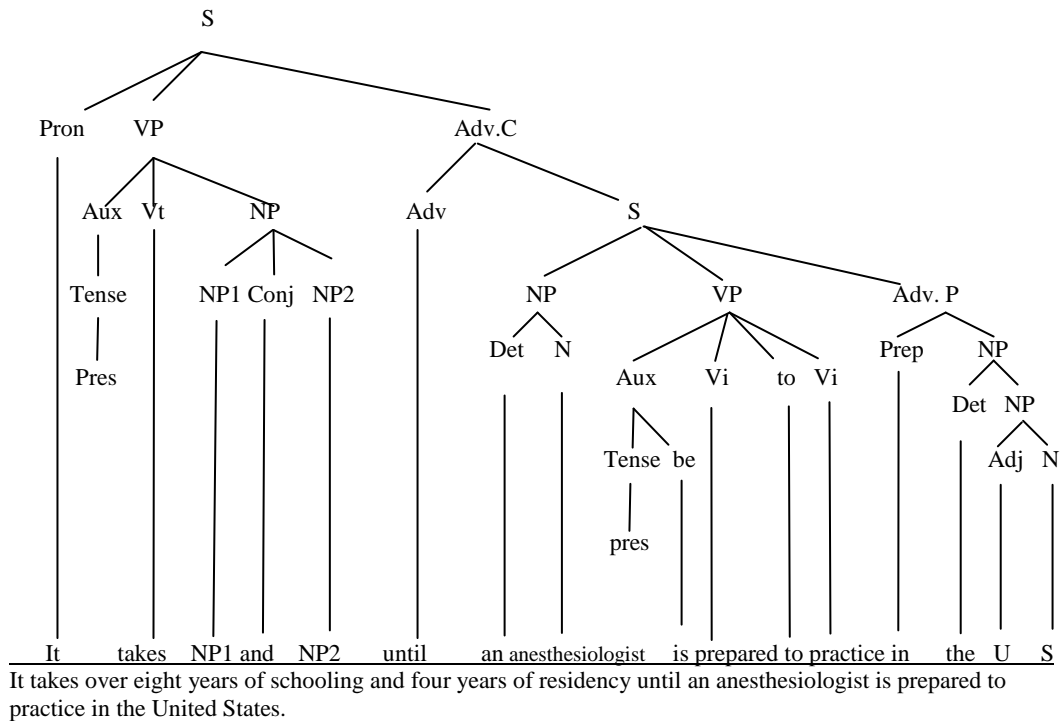 S
Pron VP Adv.C
Aux Vt NP Adv S
Tense NP1 Conj NP2 NP VP Adv. P
Det N Prep NP
Pres Aux Vi to Vi
Det NP
Tense be Adj N
pres
It takes NP1 and NP2 until an anesthesiologist is prepared to practice in the U S
It takes over eight years of schooling and four years of residency until an anesthesiologist is prepared to
practice in the United States.